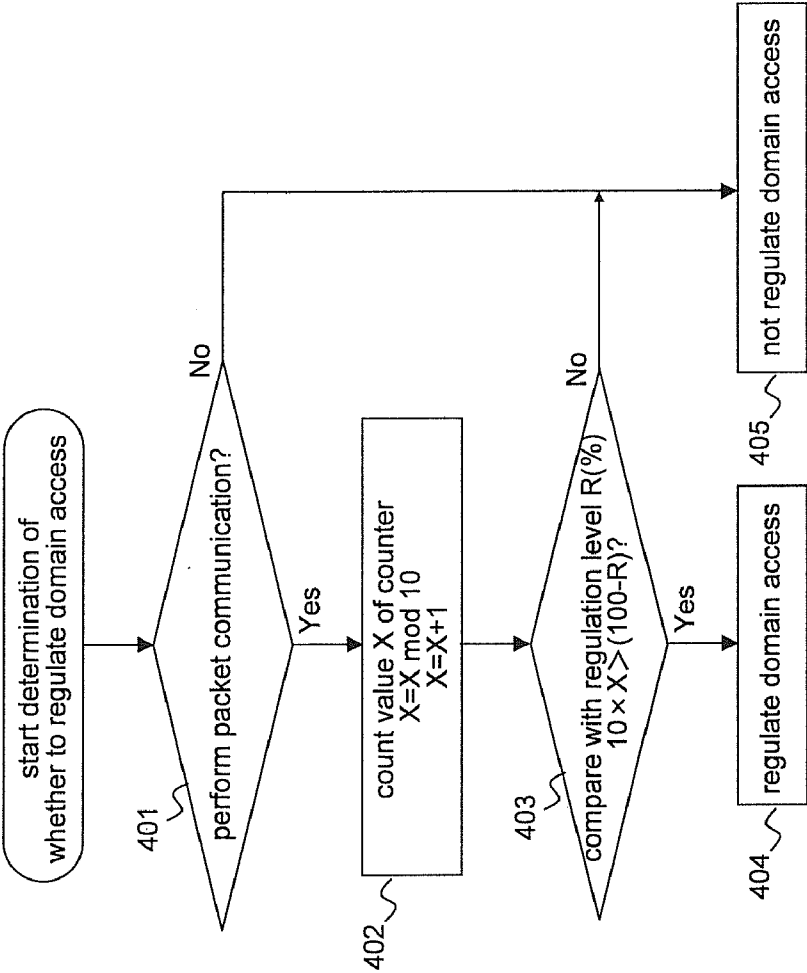 start determination of
whether to regulate domain access
401
perform packet communication?
No
Yes
402
count value X of counter
X=X mod 10
X=X+1
403
compare with regulation level R(%)
10×X>(100-R)?
No
Yes
404
regulate domain access
405
not regulate domain access